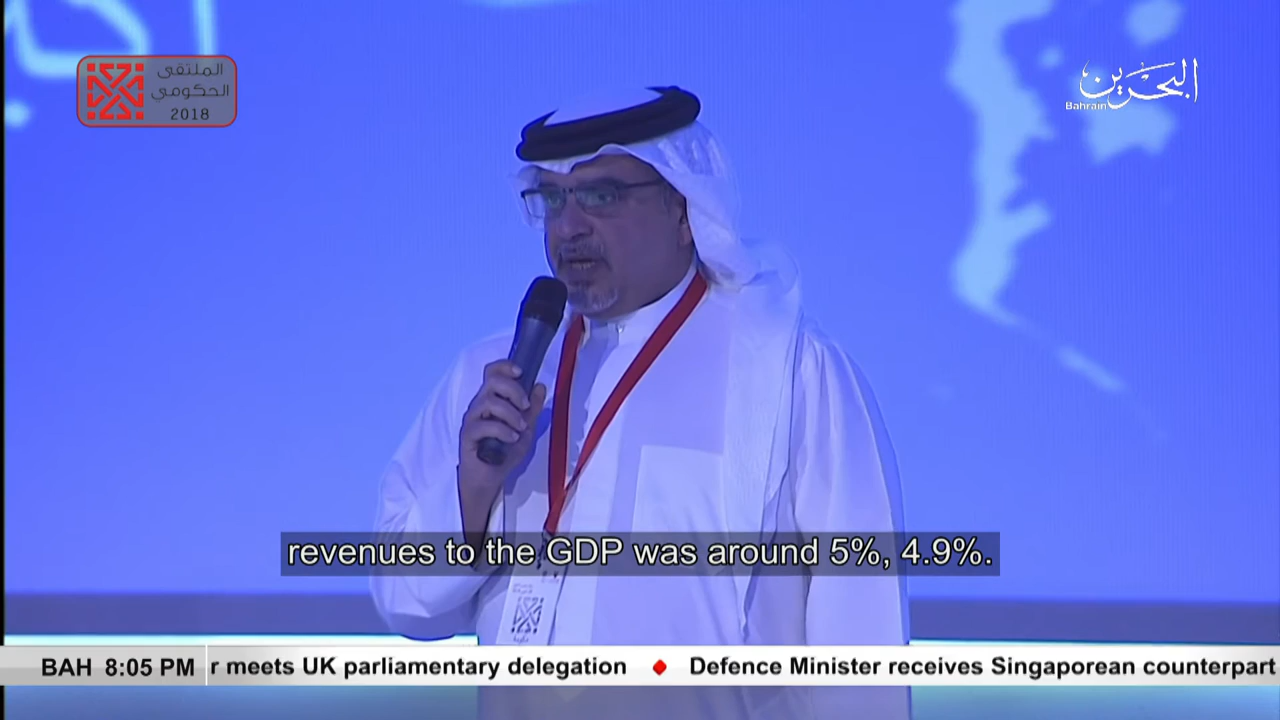 الملتقى
الحكومي
2018
البحرين
Bahrain
revenues to the GDP was around 5%, 4.9%.
BAH 8:05 PM r meets UK parliamentary delegation Defence Minister receives Singaporean counterpart